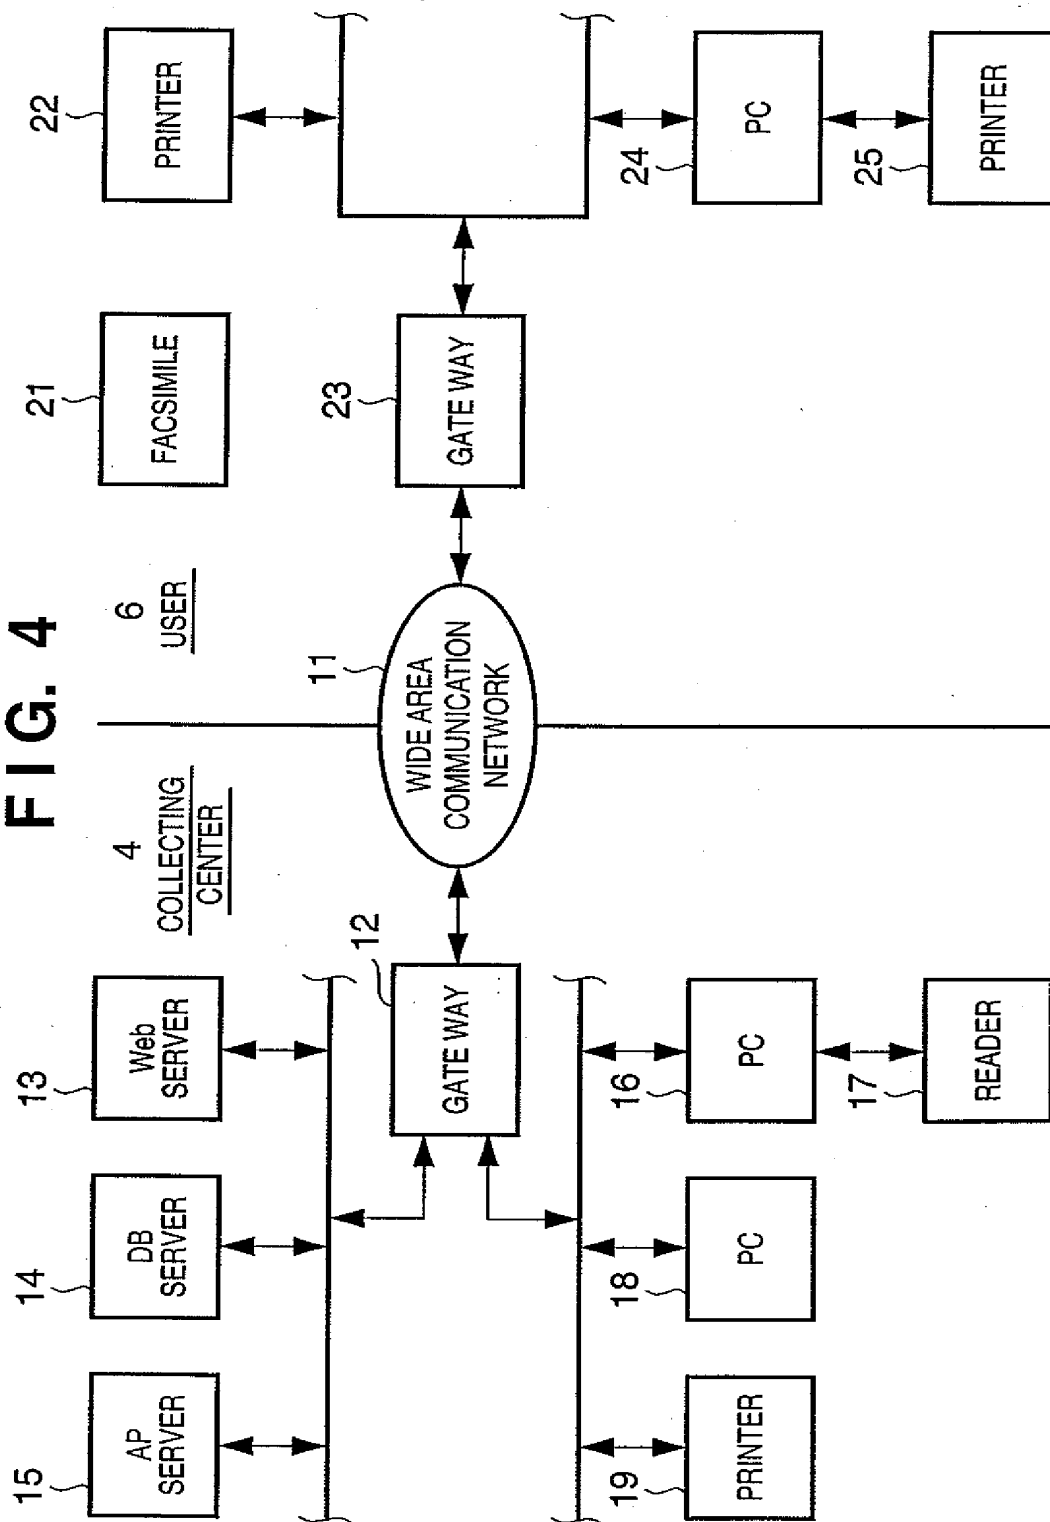 FIG. 4
4
COLLECTING
CENTER
6
USER
15
AP
SERVER
14
DB
SERVER
13
Web
SERVER
21
FACSIMILE
22
PRINTER
12
GATE WAY
11
WIDE AREA
COMMUNICATION
NETWORK
23
GATE WAY
19
PRINTER
18
PC
16
PC
17
READER
24
PC
25
PRINTER